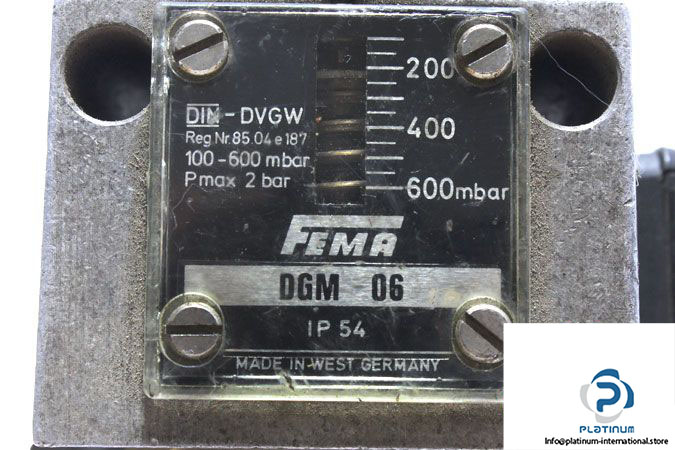 200
DIN-DVGW
Reg Nr 85.04 e 187
100-600 mbar
Pmax 2 bar
400
600mbar
FEMA
DGM 06
IP 54
MADE IN WEST GERMANY
PLATINUM
Info@platinum-international.store